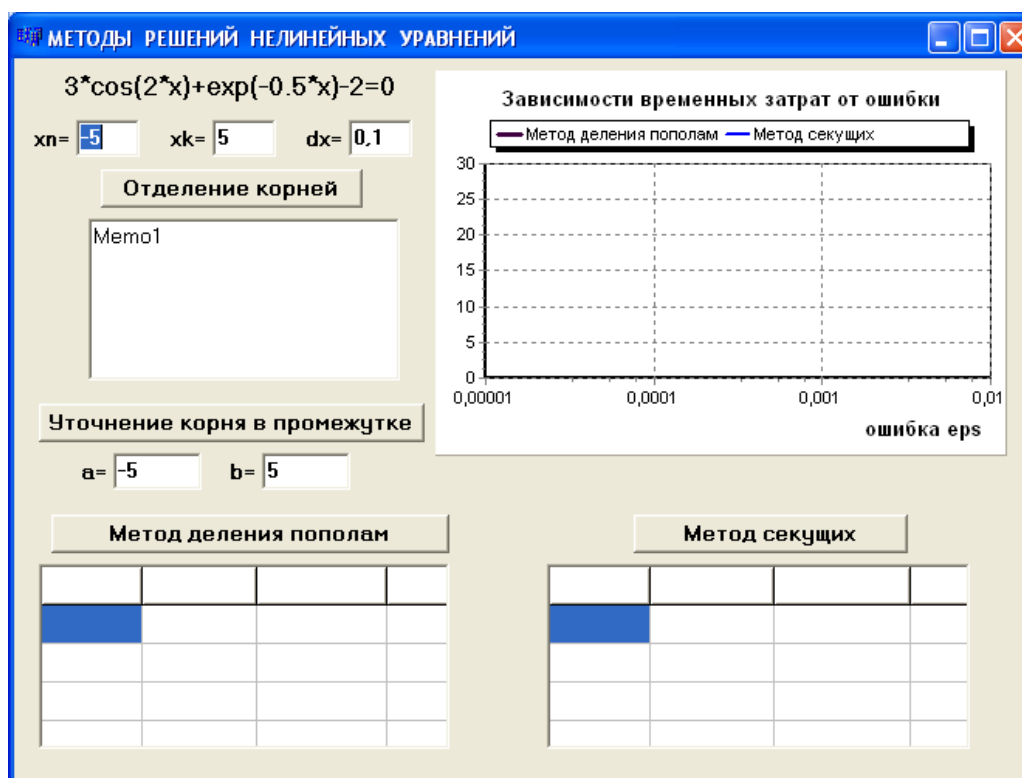 МЕТОДЫ РЕШЕНИЙ НЕЛИНЕЙНЫХ УРАВНЕНИЙ
3*cos(2*x)+exp(-0.5*x)-2=0
xn= -5 xk= 5 dx= 0,1
Отделение корней
Memo1
Зависимости временных затрат от ошибки
Метод деления пополам Метод секущих
30
25
20
15
10
5
0
0,00001 0,0001 0,001 0,01
ошибка eps
Уточнение корня в промежутке
a= -5 b= 5
Метод деления пополам
Метод секущих